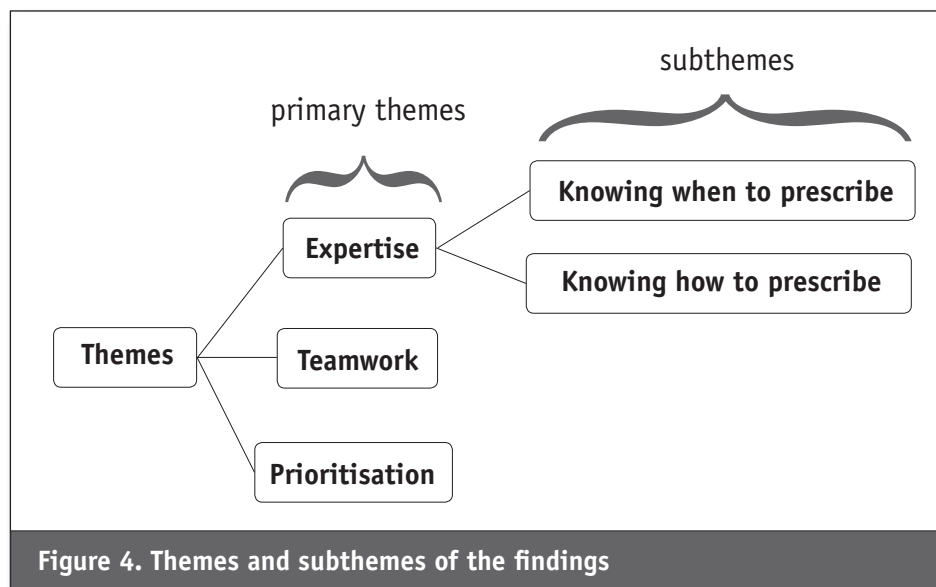 subthemes
primary themes
Knowing when to prescribe
Expertise
Knowing how to prescribe
Themes
Teamwork
Prioritisation
Figure 4. Themes and subthemes of the findings